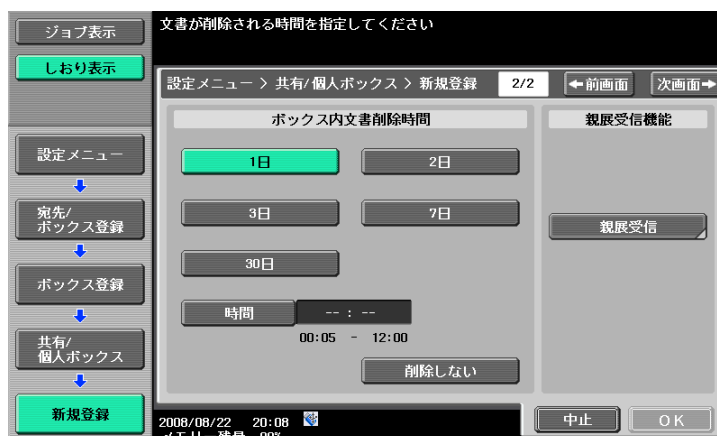 ジョブ表示
しおり表示
設定メニュー
宛先/
ボックス登録
ボックス登録
共有/
個人ボックス
新規登録
文書が削除される時間を指定してください
設定メニュー > 共有/個人ボックス > 新規登録 2/2 ←前画面 次画面→
ボックス内文書削除時間
1日 2日
3日 7日
30日
時間 -- : --
00:05 - 12:00
削除しない
親展受信機能
親展受信
2008/08/22 20:08
メモリー残量 99%
中止 OK